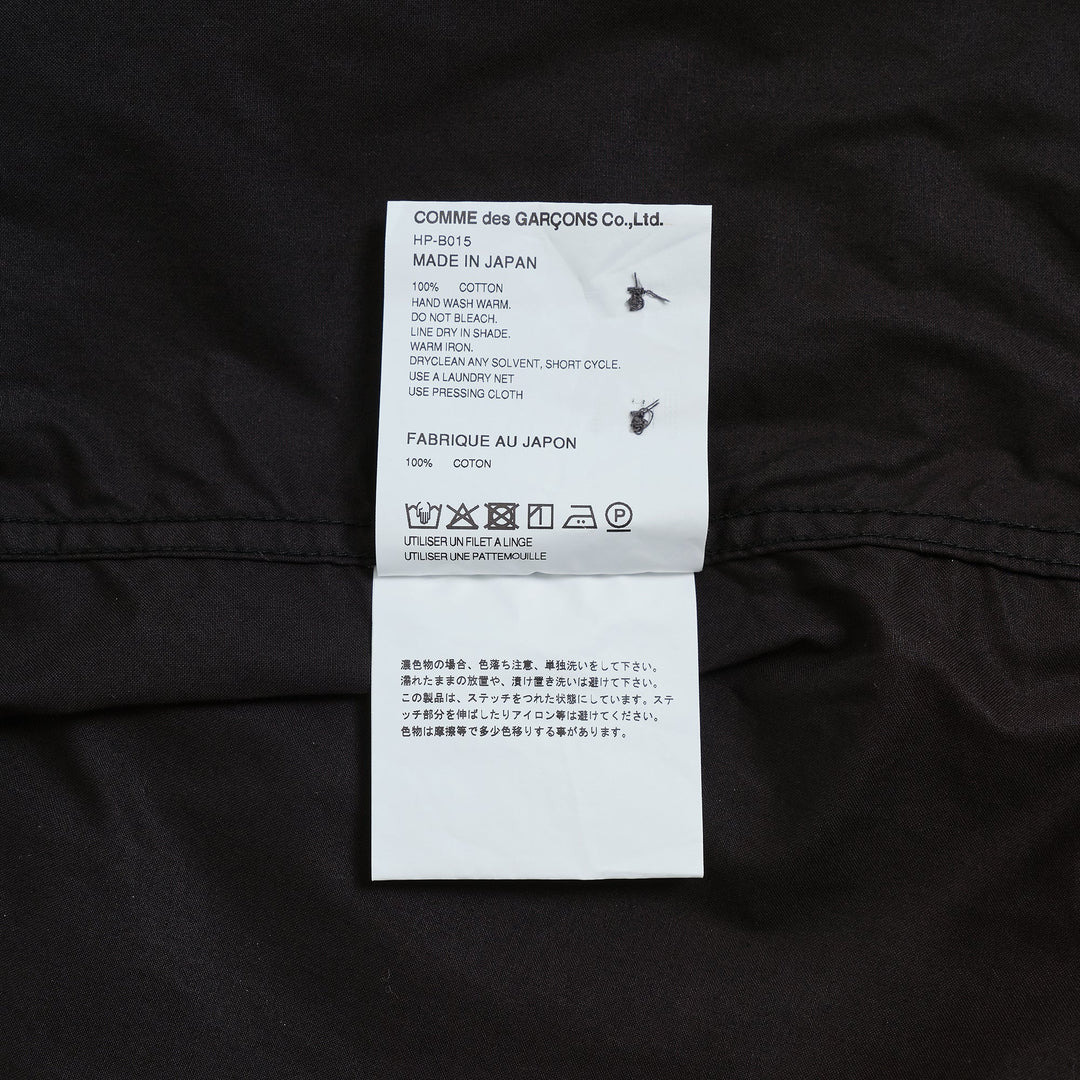 COMME des GARÇONS Co.,Ltd.
HP-B015
MADE IN JAPAN
100% COTTON
HAND WASH WARM.
DO NOT BLEACH.
LINE DRY IN SHADE.
WARM IRON.
DRYCLEAN ANY SOLVENT, SHORT CYCLE.
USE A LAUNDRY NET
USE PRESSING CLOTH
FABRIQUE AU JAPON
100% COTON
P
UTILISER UN FILET A LINGE
UTILISER UNE PATTEMOUILLE
濃色物の場合、色落ち注意、単独洗いをして下さい。
濡れたままの放置や、漬け置き洗いは避けて下さい。
この製品は、ステッチをつれた状態にしています。ステ
ッチ部分を伸ばしたりアイロン等は避けてください。
色物は摩擦等で多少色移りする事があります。